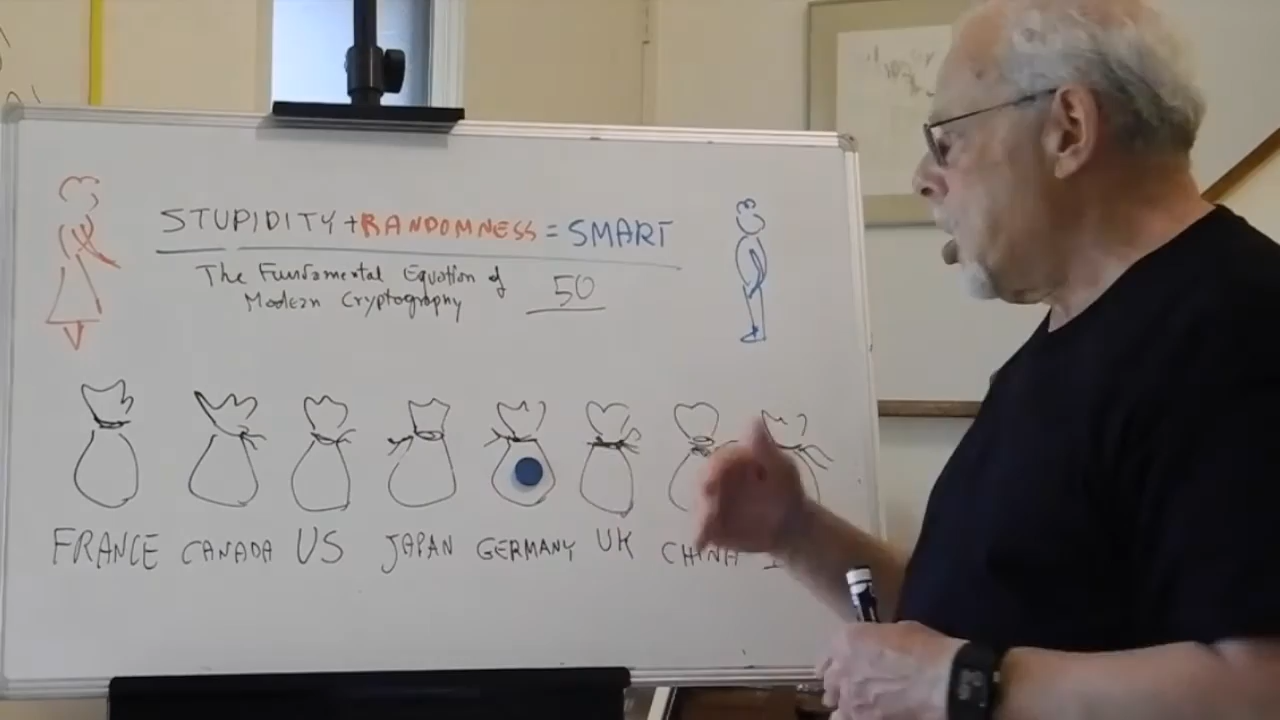 STUPIDITY + RANDOMNESS = SMART
The Fundamental Equation of
Modern Cryptography
50
FRANCE CANADA US JAPAN GERMANY UK CHINA